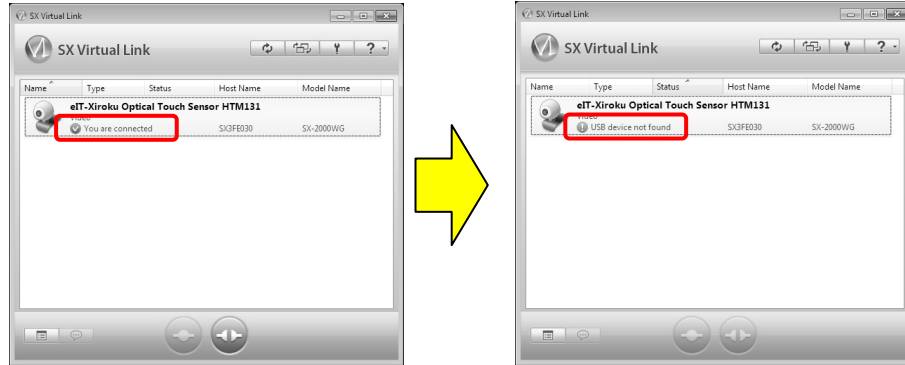 SX Virtual Link
SX Virtual Link
?
Name Type Status Host Name Model Name
eIT-Xiroku Optical Touch Sensor HTM131
Video
You are connected SX3FE030 SX-2000WG
SX Virtual Link
SX Virtual Link
?
Name Type Status Host Name Model Name
eIT-Xiroku Optical Touch Sensor HTM131
Video
USB device not found SX3FE030 SX-2000WG